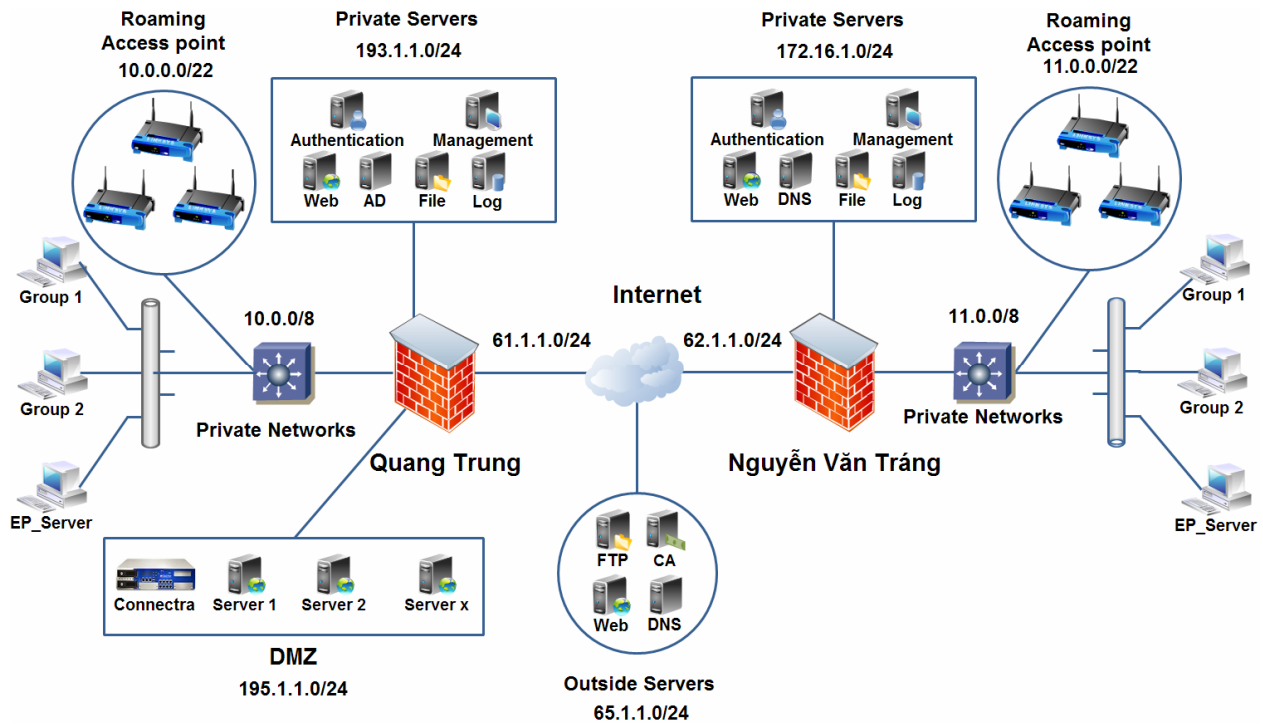 Roaming
Access point
10.0.0.0/22
Private Servers
193.1.1.0/24
Authentication
Management
Web
AD
File
Log
Private Servers
172.16.1.0/24
Authentication
Management
Web
DNS
File
Log
Roaming
Access point
11.0.0.0/22
Group 1
Group 2
EP_Server
10.0.0/8
Private Networks
61.1.1.0/24
Quang Trung
Internet
62.1.1.0/24
Nguyễn Văn Tráng
11.0.0/8
Private Networks
Group 1
Group 2
EP_Server
Connectra
Server 1
Server 2
Server x
DMZ
195.1.1.0/24
FTP
CA
Web
DNS
Outside Servers
65.1.1.0/24